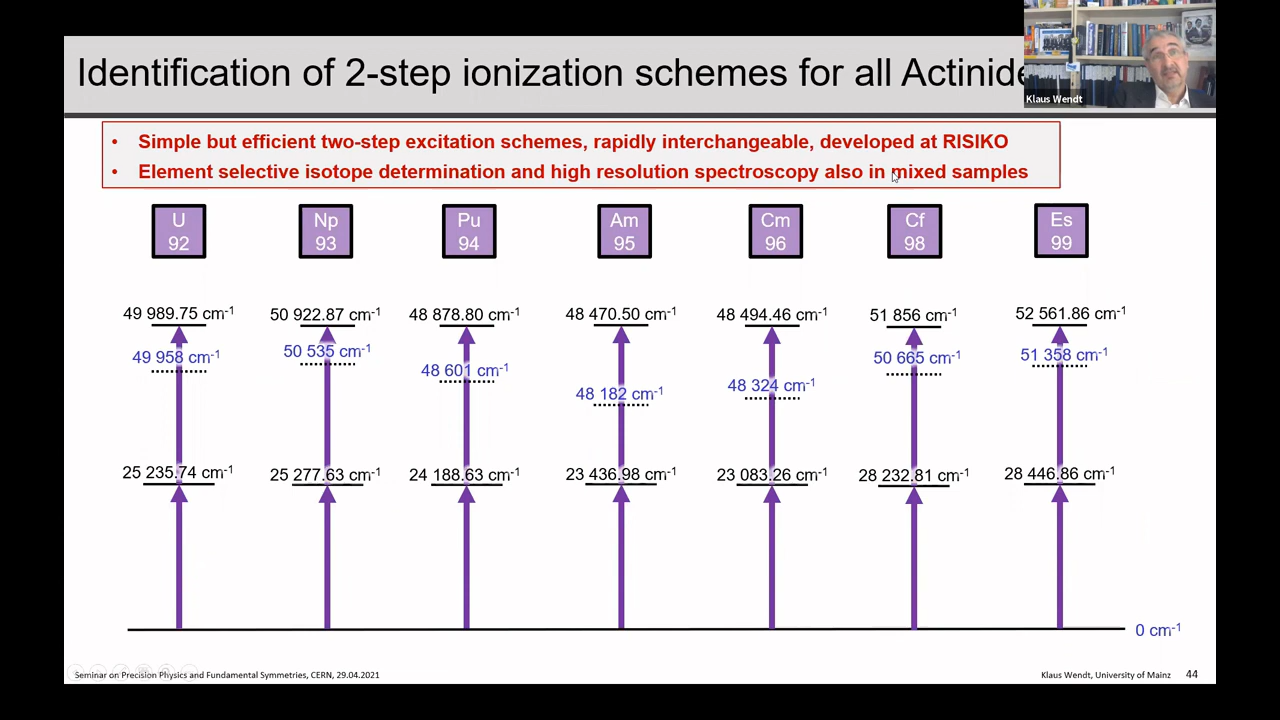 Identification of 2-step ionization schemes for all Actinide
Klaus Wendt
• Simple but efficient two-step excitation schemes, rapidly interchangeable, developed at RISIKO
• Element selective isotope determination and high resolution spectroscopy also in mixed samples
U Np Pu Am Cm Cf Es
92 93 94 95 96 98 99
49 989.75 cm-1 50 922.87 cm-1 48 878.80 cm-1 48 470.50 cm-1 48 494.46 cm-1 51 856 cm-1 52 561.86 cm-1
49 958 cm-1 50 535 cm-1 48 601 cm-1 48 182 cm-1 48 324 cm-1 50 665 cm-1 51 358 cm-1
25 235.74 cm-1 25 277.63 cm-1 24 188.63 cm-1 23 436.98 cm-1 23 083.26 cm-1 28 232.81 cm-1 28 446.86 cm-1
0 cm-1
Seminar on Precision Physics and Fundamental Symmetries, CERN, 29.04.2021 Klaus Wendt, University of Mainz 44